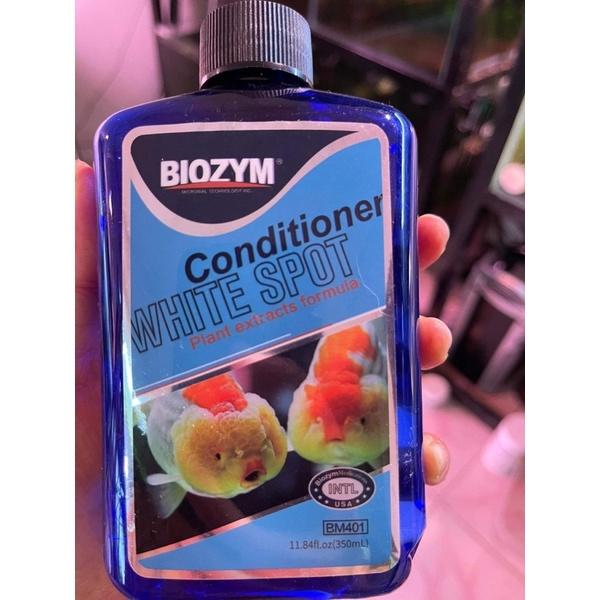 BIOZYM®
MICROBIAL TECHNOLOGY INC.
Conditioner
WHITE SPOT
Plant extracts formula
INTL
USA
BM401
11.84fl.oz(350mL)